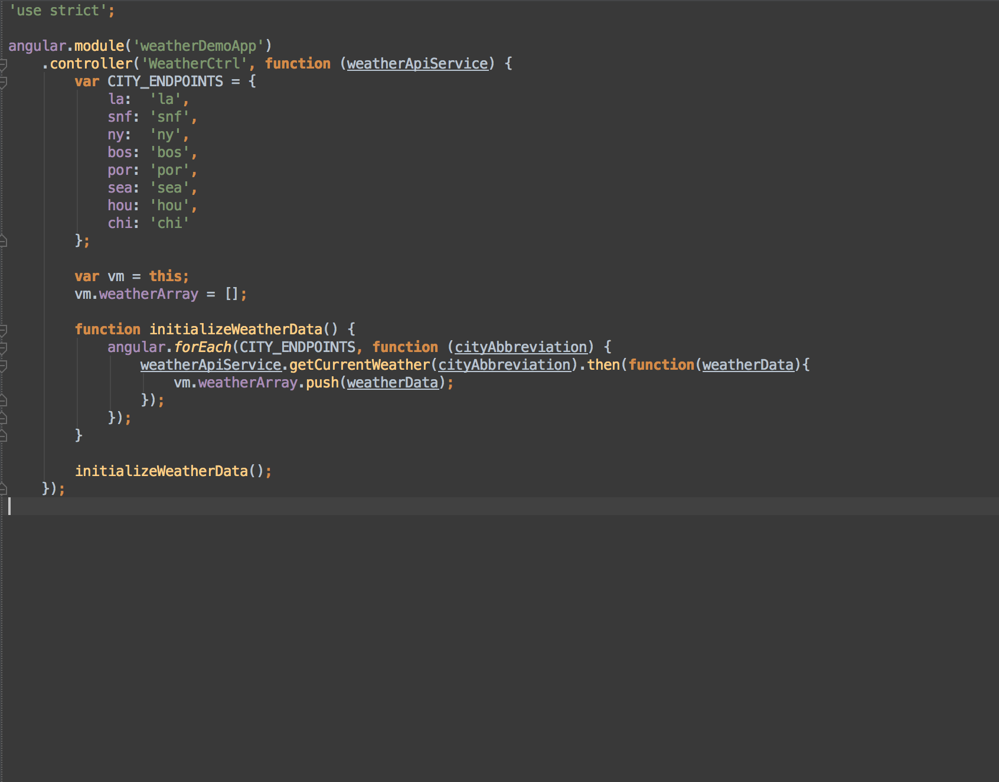 'use strict';

angular.module('weatherDemoApp')
    .controller('WeatherCtrl', function (weatherApiService) {
        var CITY_ENDPOINTS = {
            la:  'la',
            snf: 'snf',
            ny:  'ny',
            bos: 'bos',
            por: 'por',
            sea: 'sea',
            hou: 'hou',
            chi: 'chi'
        };

        var vm = this;
        vm.weatherArray = [];

        function initializeWeatherData() {
            angular.forEach(CITY_ENDPOINTS, function (cityAbbreviation) {
                weatherApiService.getCurrentWeather(cityAbbreviation).then(function(weatherData){
                    vm.weatherArray.push(weatherData);
                });
            });
        }

        initializeWeatherData();
    });